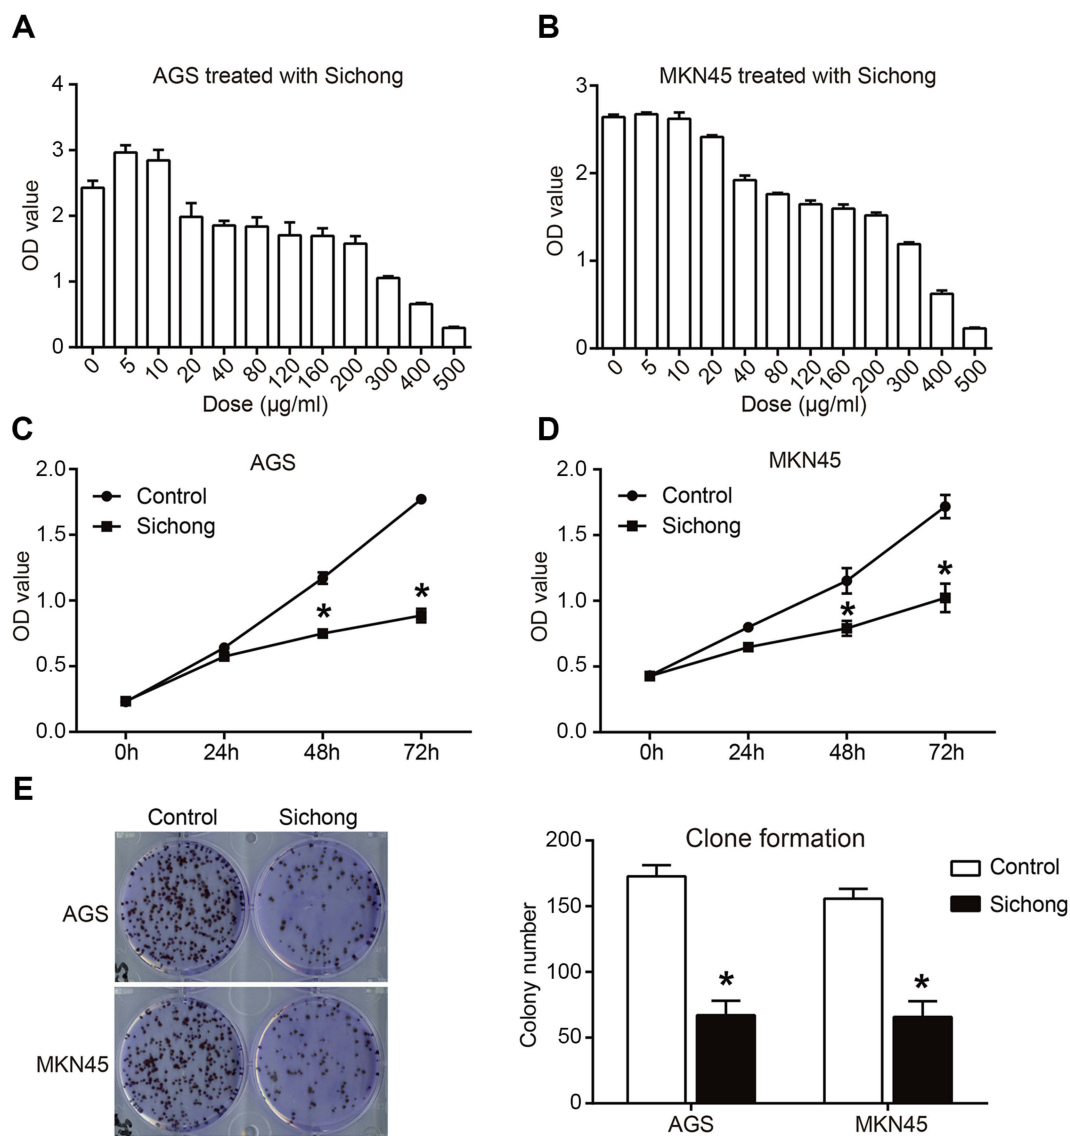 A
AGS treated with Sichong
OD value
4
3
2
1
0
0 5 10 20 40 80 120 160 200 300 400 500
Dose (µg/ml)
B
MKN45 treated with Sichong
OD value
3
2
1
0
0 5 10 20 40 80 120 160 200 300 400 500
Dose (µg/ml)
C
AGS
OD value
2.0
1.5
1.0
0.5
0.0
Control
Sichong
*
*
0h 24h 48h 72h
D
MKN45
OD value
2.0
1.5
1.0
0.5
0.0
Control
Sichong
*
*
0h 24h 48h 72h
E
Control Sichong
AGS
MKN45
Clone formation
Colony number
200
150
100
50
0
Control
Sichong
*
*
AGS MKN45